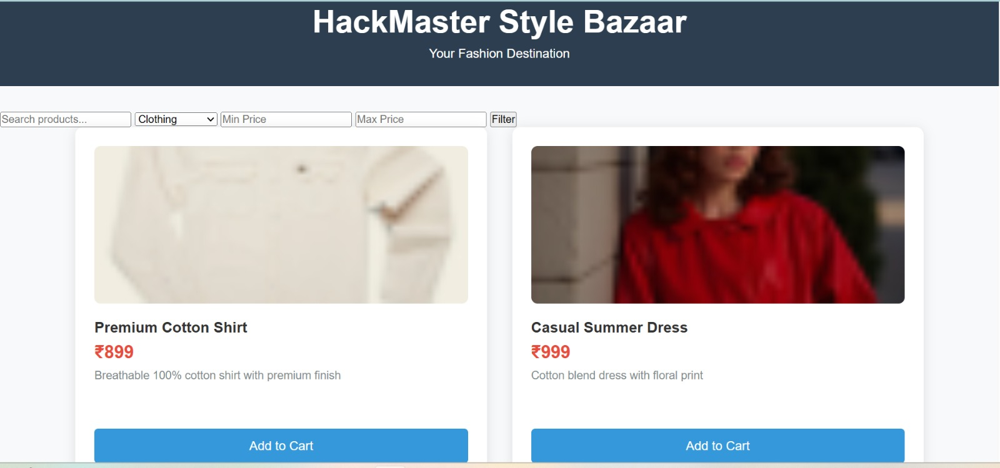 HackMaster Style Bazaar
Your Fashion Destination
Search products... Clothing Min Price Max Price Filter
Premium Cotton Shirt
₹899
Breathable 100% cotton shirt with premium finish
Add to Cart
Casual Summer Dress
₹999
Cotton blend dress with floral print
Add to Cart